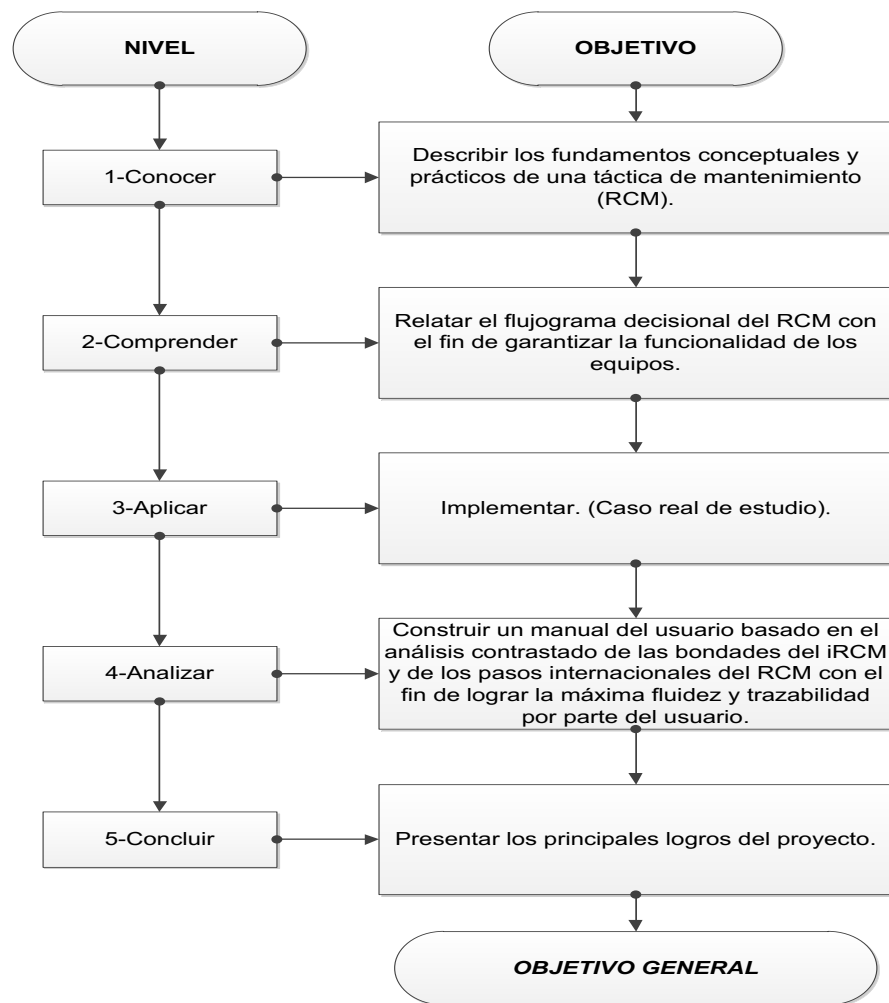 NIVEL
OBJETIVO
1-Conocer
Describir los fundamentos conceptuales y
prácticos de una táctica de mantenimiento
(RCM).
2-Comprender
Relatar el flujograma decisional del RCM con
el fin de garantizar la funcionalidad de los
equipos.
3-Aplicar
Implementar. (Caso real de estudio).
4-Analizar
Construir un manual del usuario basado en el
análisis contrastado de las bondades del iRCM
y de los pasos internacionales del RCM con el
fin de lograr la máxima fluidez y trazabilidad
por parte del usuario.
5-Concluir
Presentar los principales logros del proyecto.
OBJETIVO GENERAL